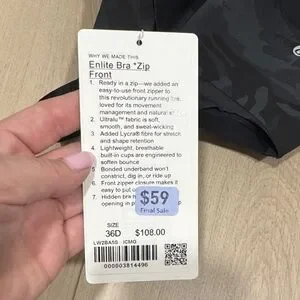 WHY WE MADE THIS
Enlite Bra *Zip
Front
1. Ready in a zip—we added an
easy-to-use front zipper to
this revolutionary running bra,
loved for its movement
management and natural
2. Ultralu™ fabric is soft,
smooth, and sweat-wicking
3. Added Lycra® fibre for stretch
and shape retention
4. Lightweight, breathable
built-in cups are engineered to
soften bounce
5. Bonded underband won't
constrict, dig in, or ride up
6. Front zipper closure makes it
easy to put on
7. Hidden bra
opening in
$59
Final Sale
SIZE
36D $108.00
LW2BA5S ICMG
000003814496